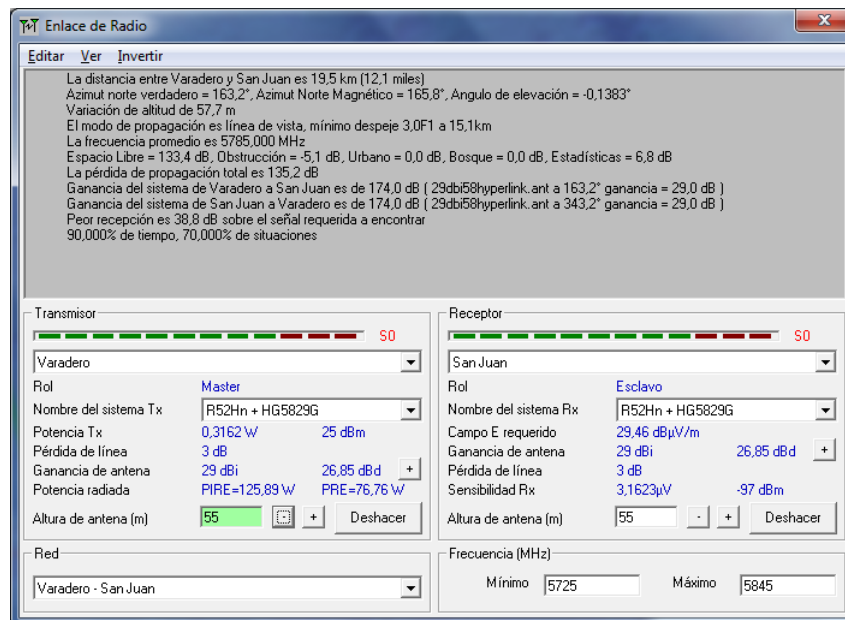 Enlace de Radio
Editar Ver Invertir
La distancia entre Varadero y San Juan es 19,5 km (12,1 miles)
Azimut norte verdadero = 163,2°, Azimut Norte Magnético = 165,8°, Angulo de elevación = -0,1383°
Variación de altitud de 57,7 m
El modo de propagación es línea de vista, mínimo despeje 3,0F1 a 15,1km
La frecuencia promedio es 5785,000 MHz
Espacio Libre = 133,4 dB, Obstrucción = -5,1 dB, Urbano = 0,0 dB, Bosque = 0,0 dB, Estadísticas = 6,8 dB
La pérdida de propagación total es 135,2 dB
Ganancia del sistema de Varadero a San Juan es de 174,0 dB ( 29dbi58hyperlink.ant a 163,2° ganancia = 29,0 dB )
Ganancia del sistema de San Juan a Varadero es de 174,0 dB ( 29dbi58hyperlink.ant a 343,2° ganancia = 29,0 dB )
Peor recepción es 38,8 dB sobre el señal requerida a encontrar
90,000% de tiempo, 70,000% de situaciones
Transmisor
S0
Varadero
Rol Master
Nombre del sistema Tx R52Hn + HG5829G
Potencia Tx 0,3162 W 25 dBm
Pérdida de línea 3 dB
Ganancia de antena 29 dBi 26,85 dBd +
Potencia radiada PIRE=125,89 W PRE=76,76 W
Altura de antena (m) 55 - + Deshacer
Receptor
S0
San Juan
Rol Esclavo
Nombre del sistema Rx R52Hn + HG5829G
Campo E requerido 29,46 dBµV/m
Ganancia de antena 29 dBi 26,85 dBd +
Pérdida de línea 3 dB
Sensibilidad Rx 3,1623µV -97 dBm
Altura de antena (m) 55 - + Deshacer
Red
Varadero - San Juan
Frecuencia (MHz)
Mínimo 5725 Máximo 5845